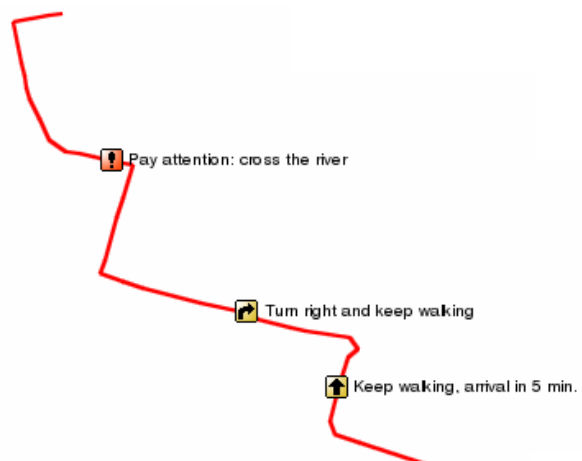 Pay attention: cross the river
Turn right and keep walking
Keep walking, arrival in 5 min.